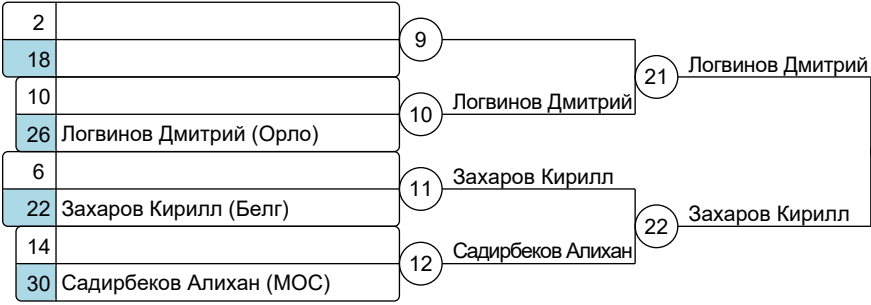 2
18
9
10
26 Логвинов Дмитрий (Орло)
10
Логвинов Дмитрий
21
Логвинов Дмитрий
6
22 Захаров Кирилл (Белг)
11
Захаров Кирилл
14
30 Садирбеков Алихан (МОС)
12
Садирбеков Алихан
22
Захаров Кирилл